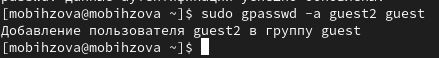 [mobihzova@mobihzova ~]$ sudo gpasswd -a guest2 guest
Добавление пользователя guest2 в группу guest
[mobihzova@mobihzova ~]$